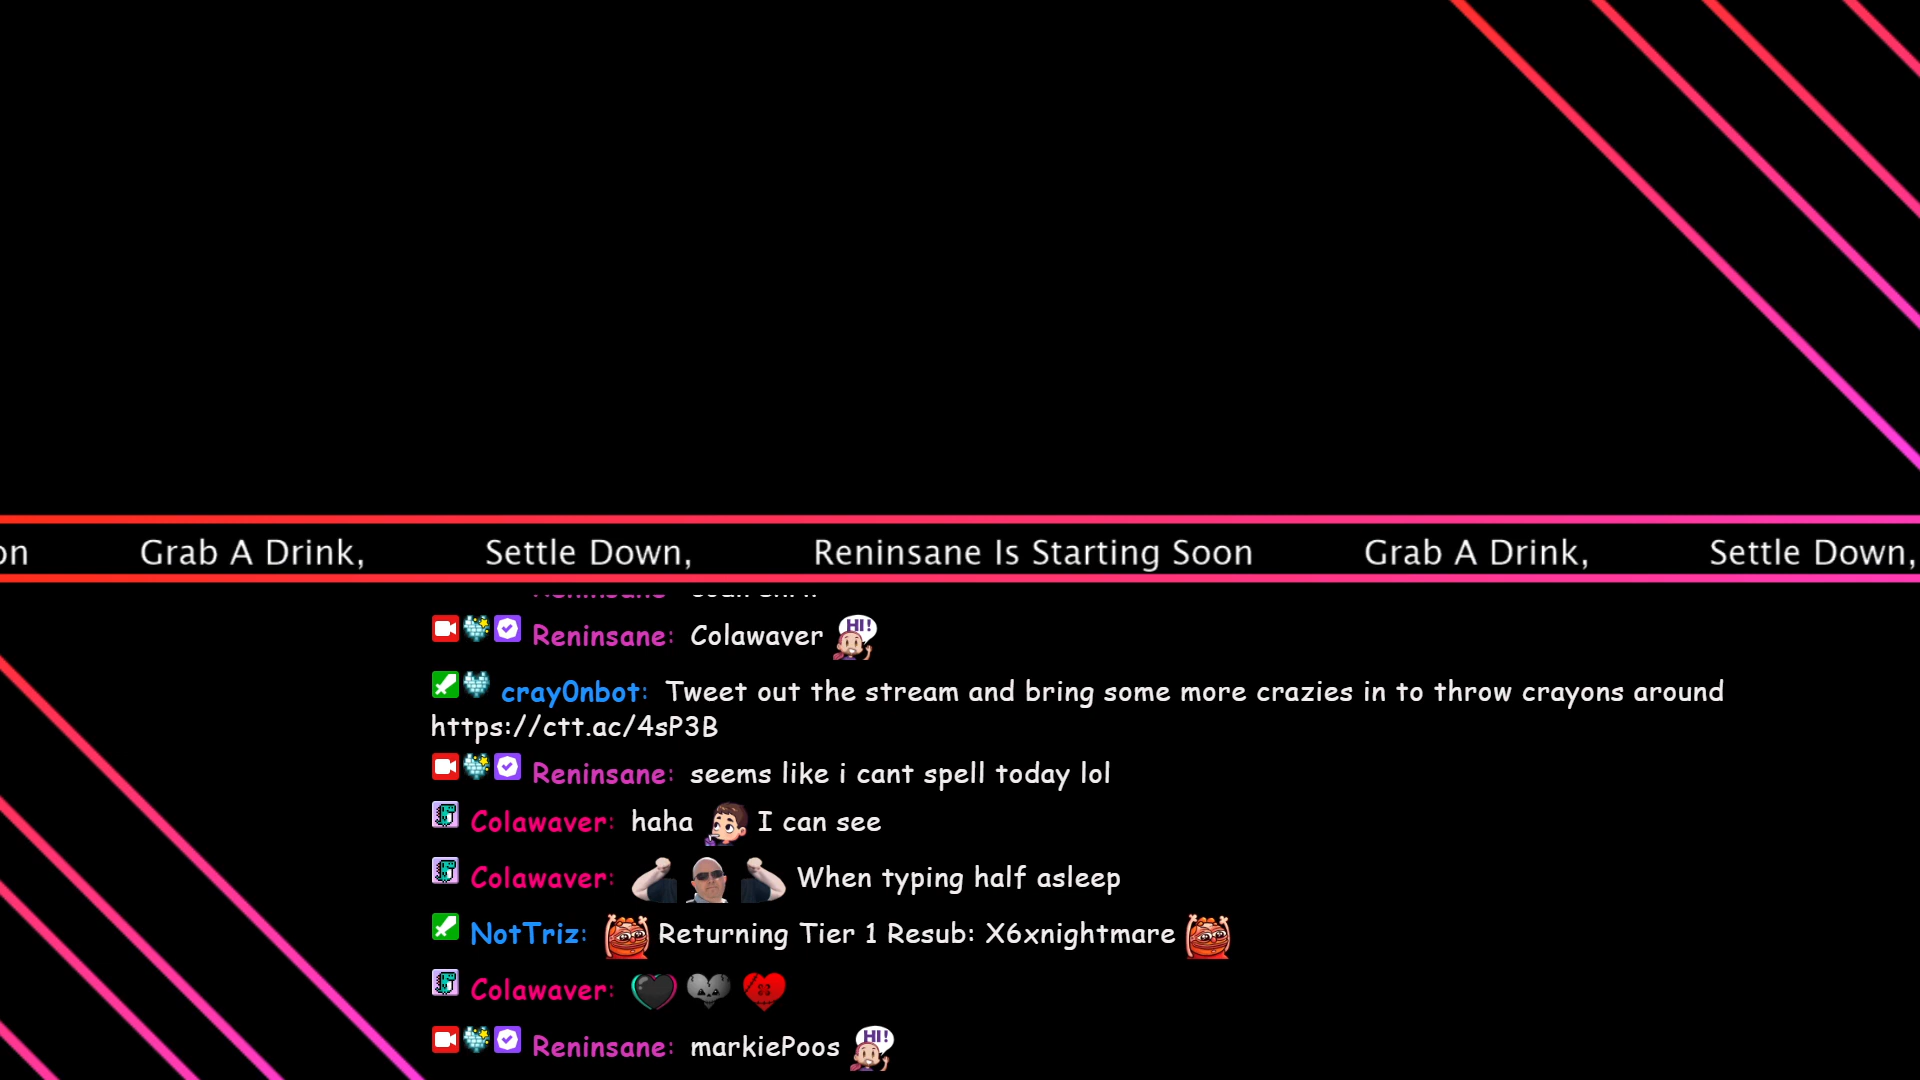 on Grab A Drink, Settle Down, Reninsane Is Starting Soon Grab A Drink, Settle Down,
Reninsane: Colawaver HI!
cray0nbot: Tweet out the stream and bring some more crazies in to throw crayons around
https://ctt.ac/4sP3B
Reninsane: seems like i cant spell today lol
Colawaver: haha I can see
Colawaver: When typing half asleep
NotTriz: Returning Tier 1 Resub: X6xnightmare
Colawaver:
Reninsane: markiePoos HI!